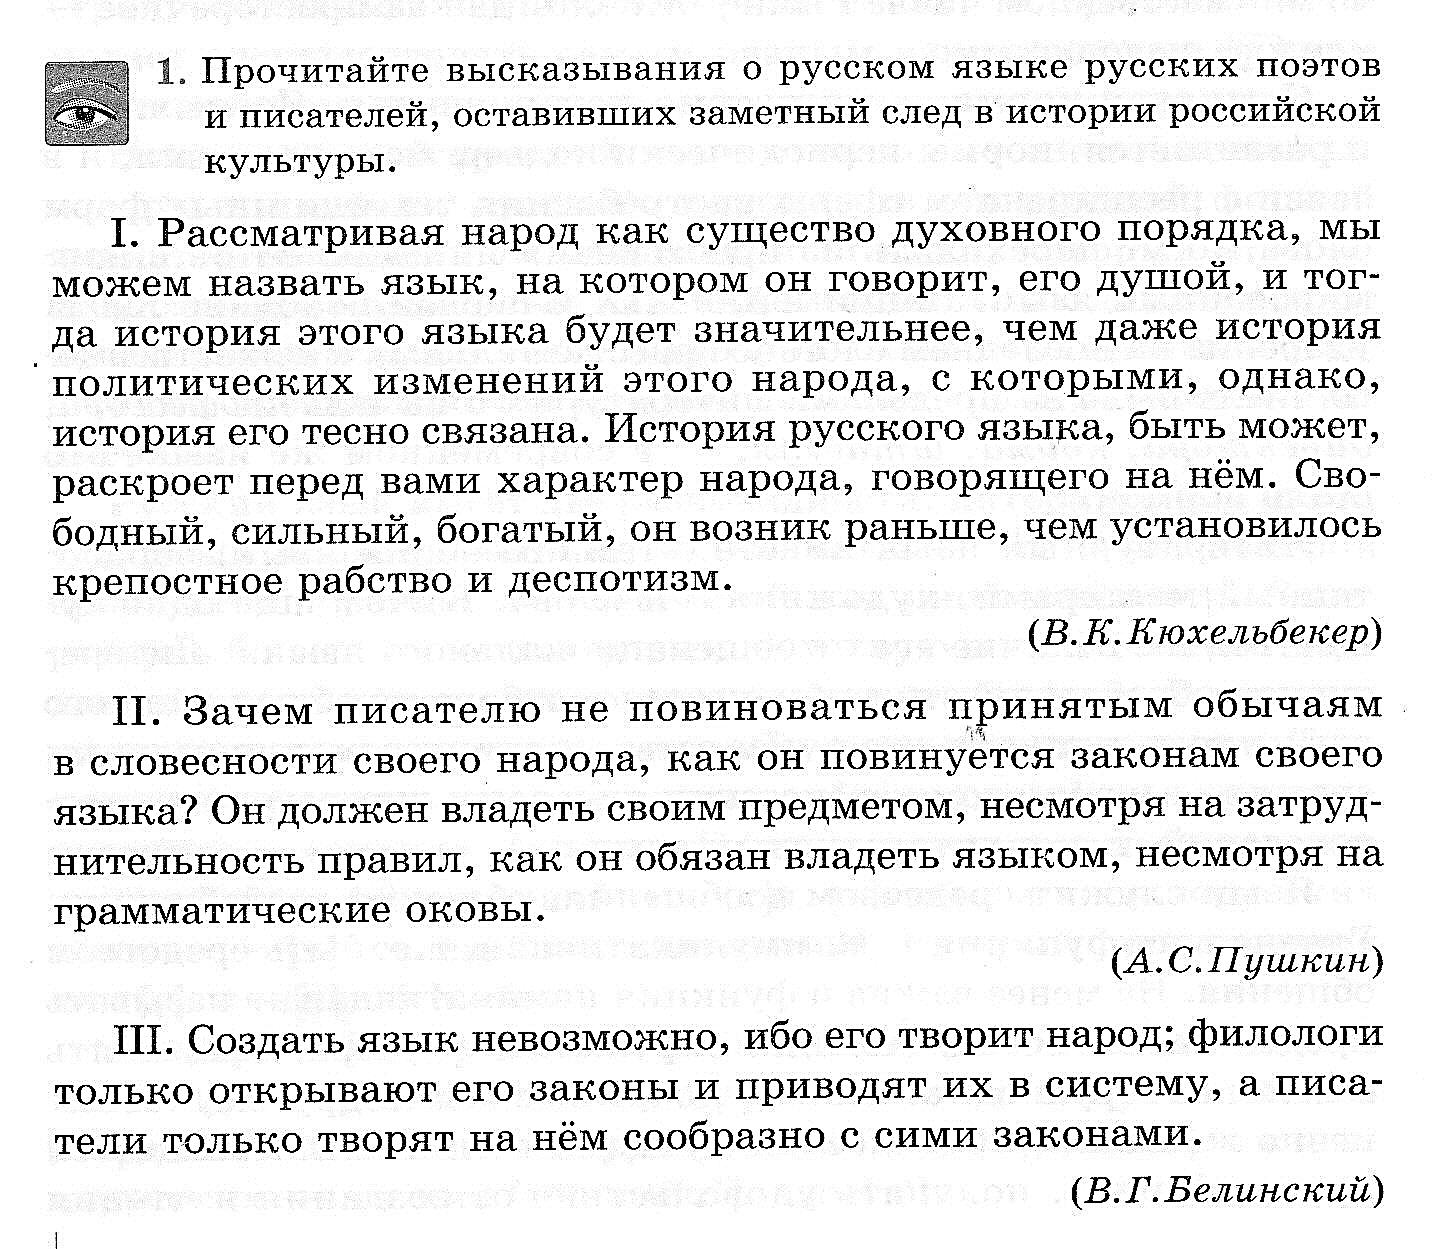 1. Прочитайте высказывания о русском языке русских поэтов
и писателей, оставивших заметный след в истории российской
культуры.
I. Рассматривая народ как существо духовного порядка, мы
можем назвать язык, на котором он говорит, его душой, и тог-
да история этого языка будет значительнее, чем даже история
политических изменений этого народа, с которыми, однако,
история его тесно связана. История русского языка, быть может,
раскроет перед вами характер народа, говорящего на нём. Сво-
бодный, сильный, богатый, он возник раньше, чем установилось
крепостное рабство и деспотизм.
(В.К.Кюхельбекер)
II. Зачем писателю не повиноваться принятым обычаям
в словесности своего народа, как он повинуется законам своего
языка? Он должен владеть своим предметом, несмотря на затруд-
нительность правил, как он обязан владеть языком, несмотря на
грамматические оковы.
(А.С.Пушкин)
III. Создать язык невозможно, ибо его творит народ; филологи
только открывают его законы и приводят их в систему, а писа-
тели только творят на нём сообразно с сими законами.
(В.Г.Белинский)